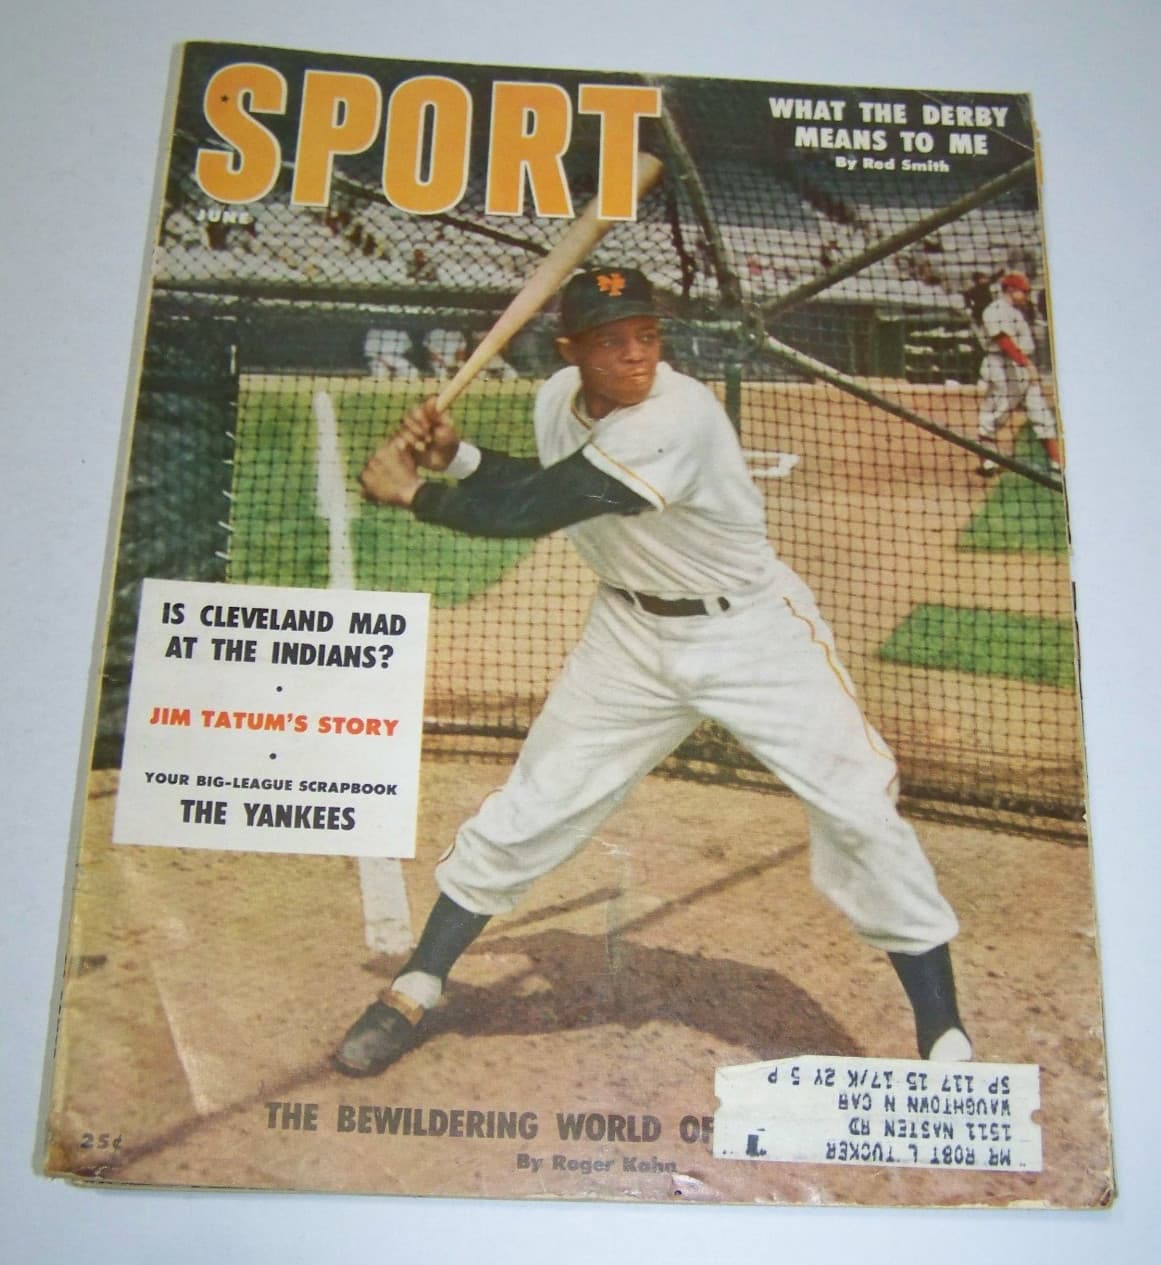 SPORT
JUNE
WHAT THE DERBY
MEANS TO ME
By Red Smith
NY
IS CLEVELAND MAD
AT THE INDIANS?
JIM TATUM'S STORY
YOUR BIG-LEAGUE SCRAPBOOK
THE YANKEES
25¢
THE BEWILDERING WORLD OF
By Roger Kahn
MR ROBT L TUCKER
1511 NASTEN RD
WAUGHTOWN N CAR
SP 117 15 17/K 2Y 5 P